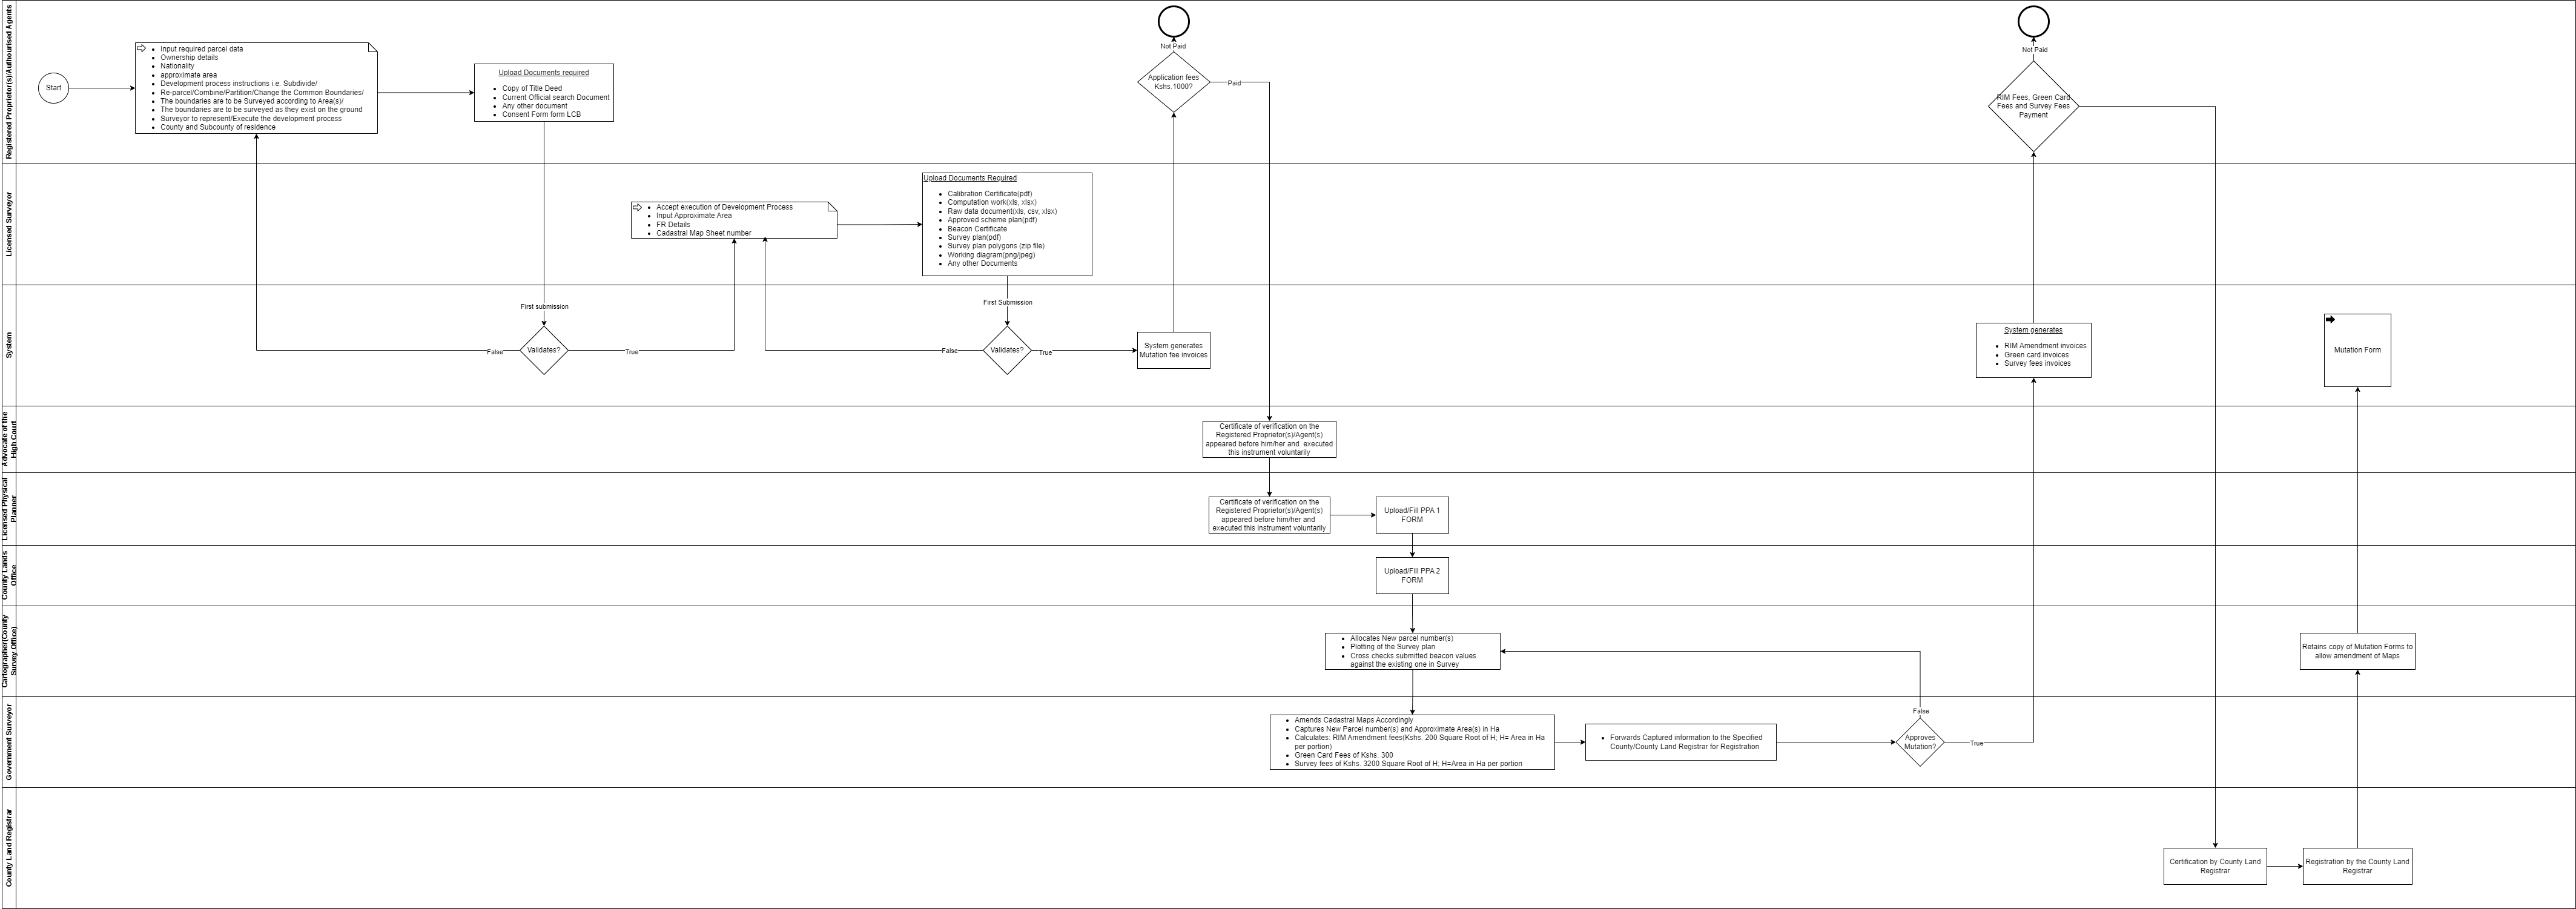 Registered Proprietor(s)/Authourised Agents
Start
Input required parcel data
Ownership details
Nationality
approximate area
Development process instructions i.e. Subdivide/
Re-parcel/Combine/Partition/Change the Common Boundaries/
The boundaries are to be Surveyed according to Area(s)/
The boundaries are to be surveyed as they exist on the ground
Surveyor to represent/Execute the development process
County and Subcounty of residence
Upload Documents required
Copy of Title Deed
Current Official search Document
Any other document
Consent Form form LCB
Not Paid
Application fees
Kshs.1000?
Paid
Not Paid
RIM Fees, Green Card
Fees and Survey Fees
Payment
Licensed Surveyor
Accept execution of Development Process
Input Approximate Area
FR Details
Cadastral Map Sheet number
Upload Documents Required
Calibration Certificate(pdf)
Computation work(xls, xlsx)
Raw data document(xls, csv, xlsx)
Approved scheme plan(pdf)
Beacon Certificate
Survey plan(pdf)
Survey plan polygons (zip file)
Working diagram(png/jpeg)
Any other Documents
System
First submission
Validates?
False
True
First Submission
Validates?
False
True
System generates
Mutation fee invoices
System generates
RIM Amendment invoices
Green card invoices
Survey fees invoices
Mutation Form
Advocate of the
High Court
Certificate of verification on the
Registered Proprietor(s)/Agent(s)
appeared before him/her and executed
this instrument voluntarily
Licensed Physical
Planner
Certificate of verification on the
Registered Proprietor(s)/Agent(s)
appeared before him/her and
executed this instrument voluntarily
Upload/Fill PPA 1
FORM
County Lands
Office
Upload/Fill PPA 2
FORM
Cartographer(County
Survey Office)
Allocates New parcel number(s)
Plotting of the Survey plan
Cross checks submitted beacon values
against the existing one in Survey
Retains copy of Mutation Forms to
allow amendment of Maps
Government Surveyor
Amends Cadastral Maps Accordingly
Captures New Parcel number(s) and Approximate Area(s) in Ha
Calculates: RIM Amendment fees(Kshs. 200 Square Root of H; H= Area in Ha
per portion)
Green Card Fees of Kshs. 300
Survey fees of Kshs. 3200 Square Root of H; H=Area in Ha per portion
Forwards Captured information to the Specified
County/County Land Registrar for Registration
False
Approves
Mutation?
True
County Land Registrar
Certification by County Land
Registrar
Registration by the County Land
Registrar